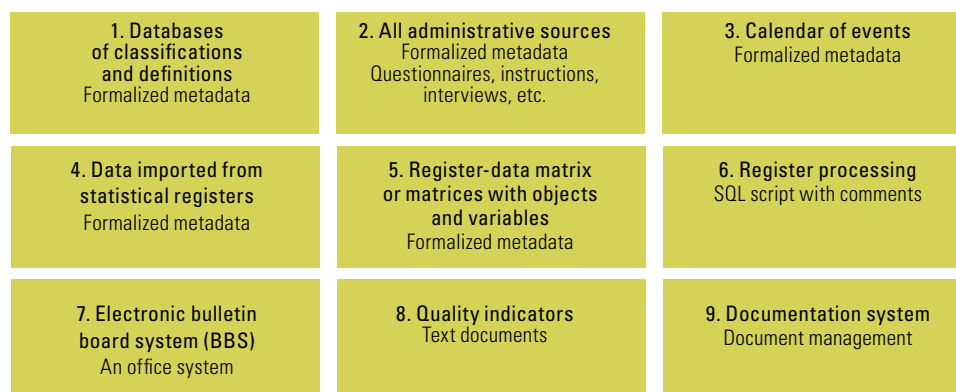 1. Databases
of classifications
and definitions
Formalized metadata
2. All administrative sources
Formalized metadata
Questionnaires, instructions,
interviews, etc.
3. Calendar of events
Formalized metadata
4. Data imported from
statistical registers
Formalized metadata
5. Register-data matrix
or matrices with objects
and variables
Formalized metadata
6. Register processing
SQL script with comments
7. Electronic bulletin
board system (BBS)
An office system
8. Quality indicators
Text documents
9. Documentation system
Document management